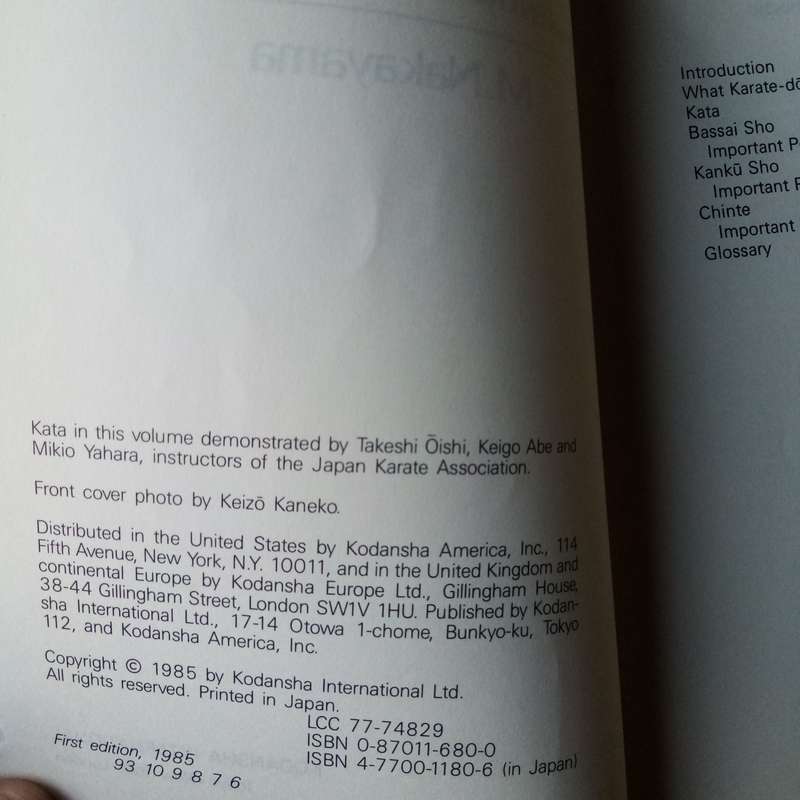 M. Nakayama
Kata in this volume demonstrated by Takeshi Ōishi, Keigo Abe and
Mikio Yahara, instructors of the Japan Karate Association.
Front cover photo by Keizō Kaneko.
Distributed in the United States by Kodansha America, Inc., 114
Fifth Avenue, New York, N.Y. 10011, and in the United Kingdom and
continental Europe by Kodansha Europe Ltd., Gillingham House,
38-44 Gillingham Street, London SW1V 1HU. Published by Kodan-
sha International Ltd., 17-14 Otowa 1-chome, Bunkyo-ku, Tokyo
112, and Kodansha America, Inc.
Copyright © 1985 by Kodansha International Ltd.
All rights reserved. Printed in Japan.
LCC 77-74829
ISBN 0-87011-680-0
ISBN 4-7700-1180-6 (in Japan)
First edition, 1985
93 10 9 8 7 6
Introduction
What Karate-dō
Kata
Bassai Sho
Important
Kankū Sho
Important
Chinte
Important
Glossary